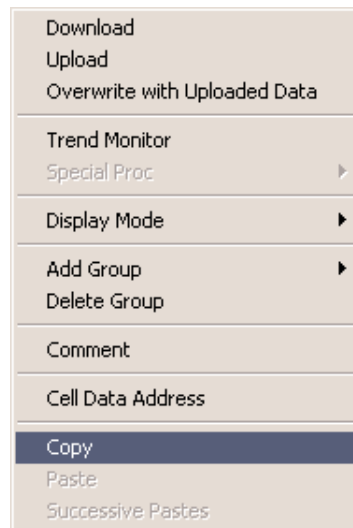 Download
Upload
Overwrite with Uploaded Data
Trend Monitor
Special Proc
Display Mode
Add Group
Delete Group
Comment
Cell Data Address
Copy
Paste
Successive Pastes